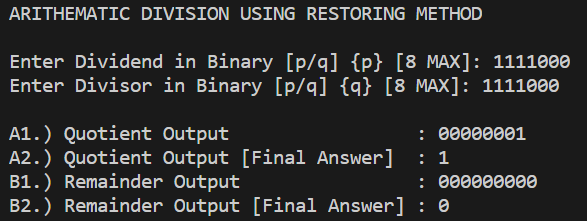 ARITHEMATIC DIVISION USING RESTORING METHOD
Enter Dividend in Binary [p/q] {p} [8 MAX]: 1111000
Enter Divisor in Binary [p/q] {q} [8 MAX]: 1111000
A1.) Quotient Output : 00000001
A2.) Quotient Output [Final Answer] : 1
B1.) Remainder Output : 000000000
B2.) Remainder Output [Final Answer] : 0